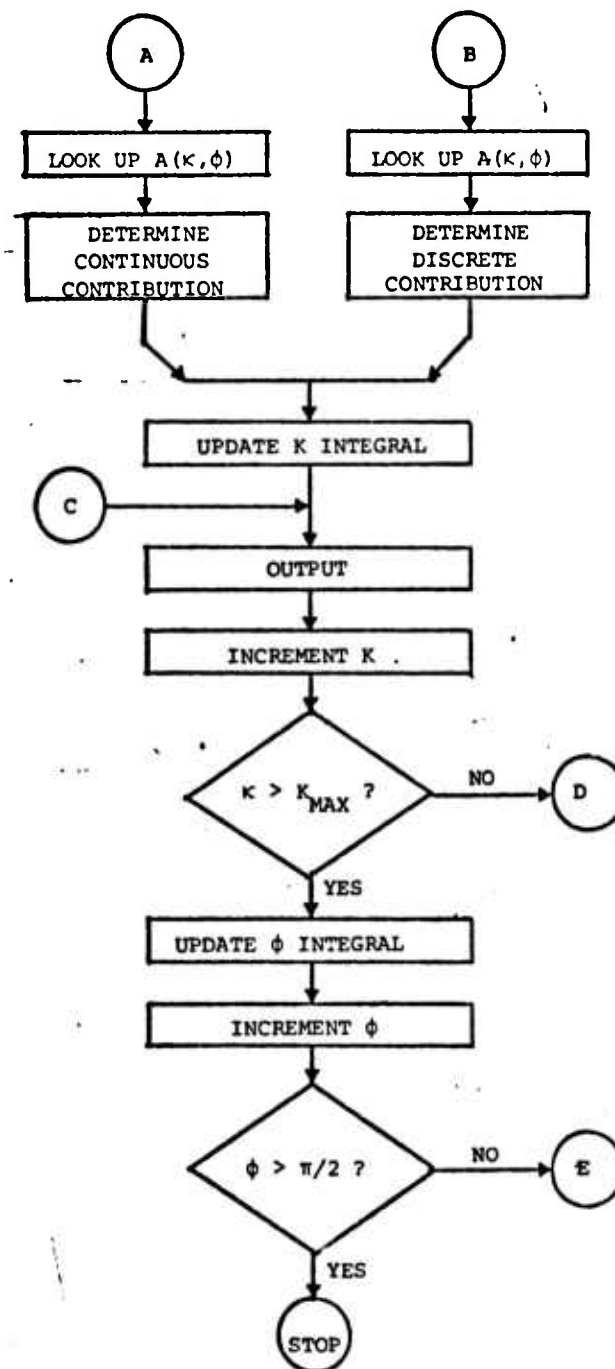 A
B
LOOK UP A(κ,φ)
LOOK UP A(κ,φ)
DETERMINE
CONTINUOUS
CONTRIBUTION
DETERMINE
DISCRETE
CONTRIBUTION
UPDATE K INTEGRAL
C
OUTPUT
INCREMENT K
κ > K_MAX ?
NO
D
YES
UPDATE φ INTEGRAL
INCREMENT φ
φ > π/2 ?
NO
E
YES
STOP